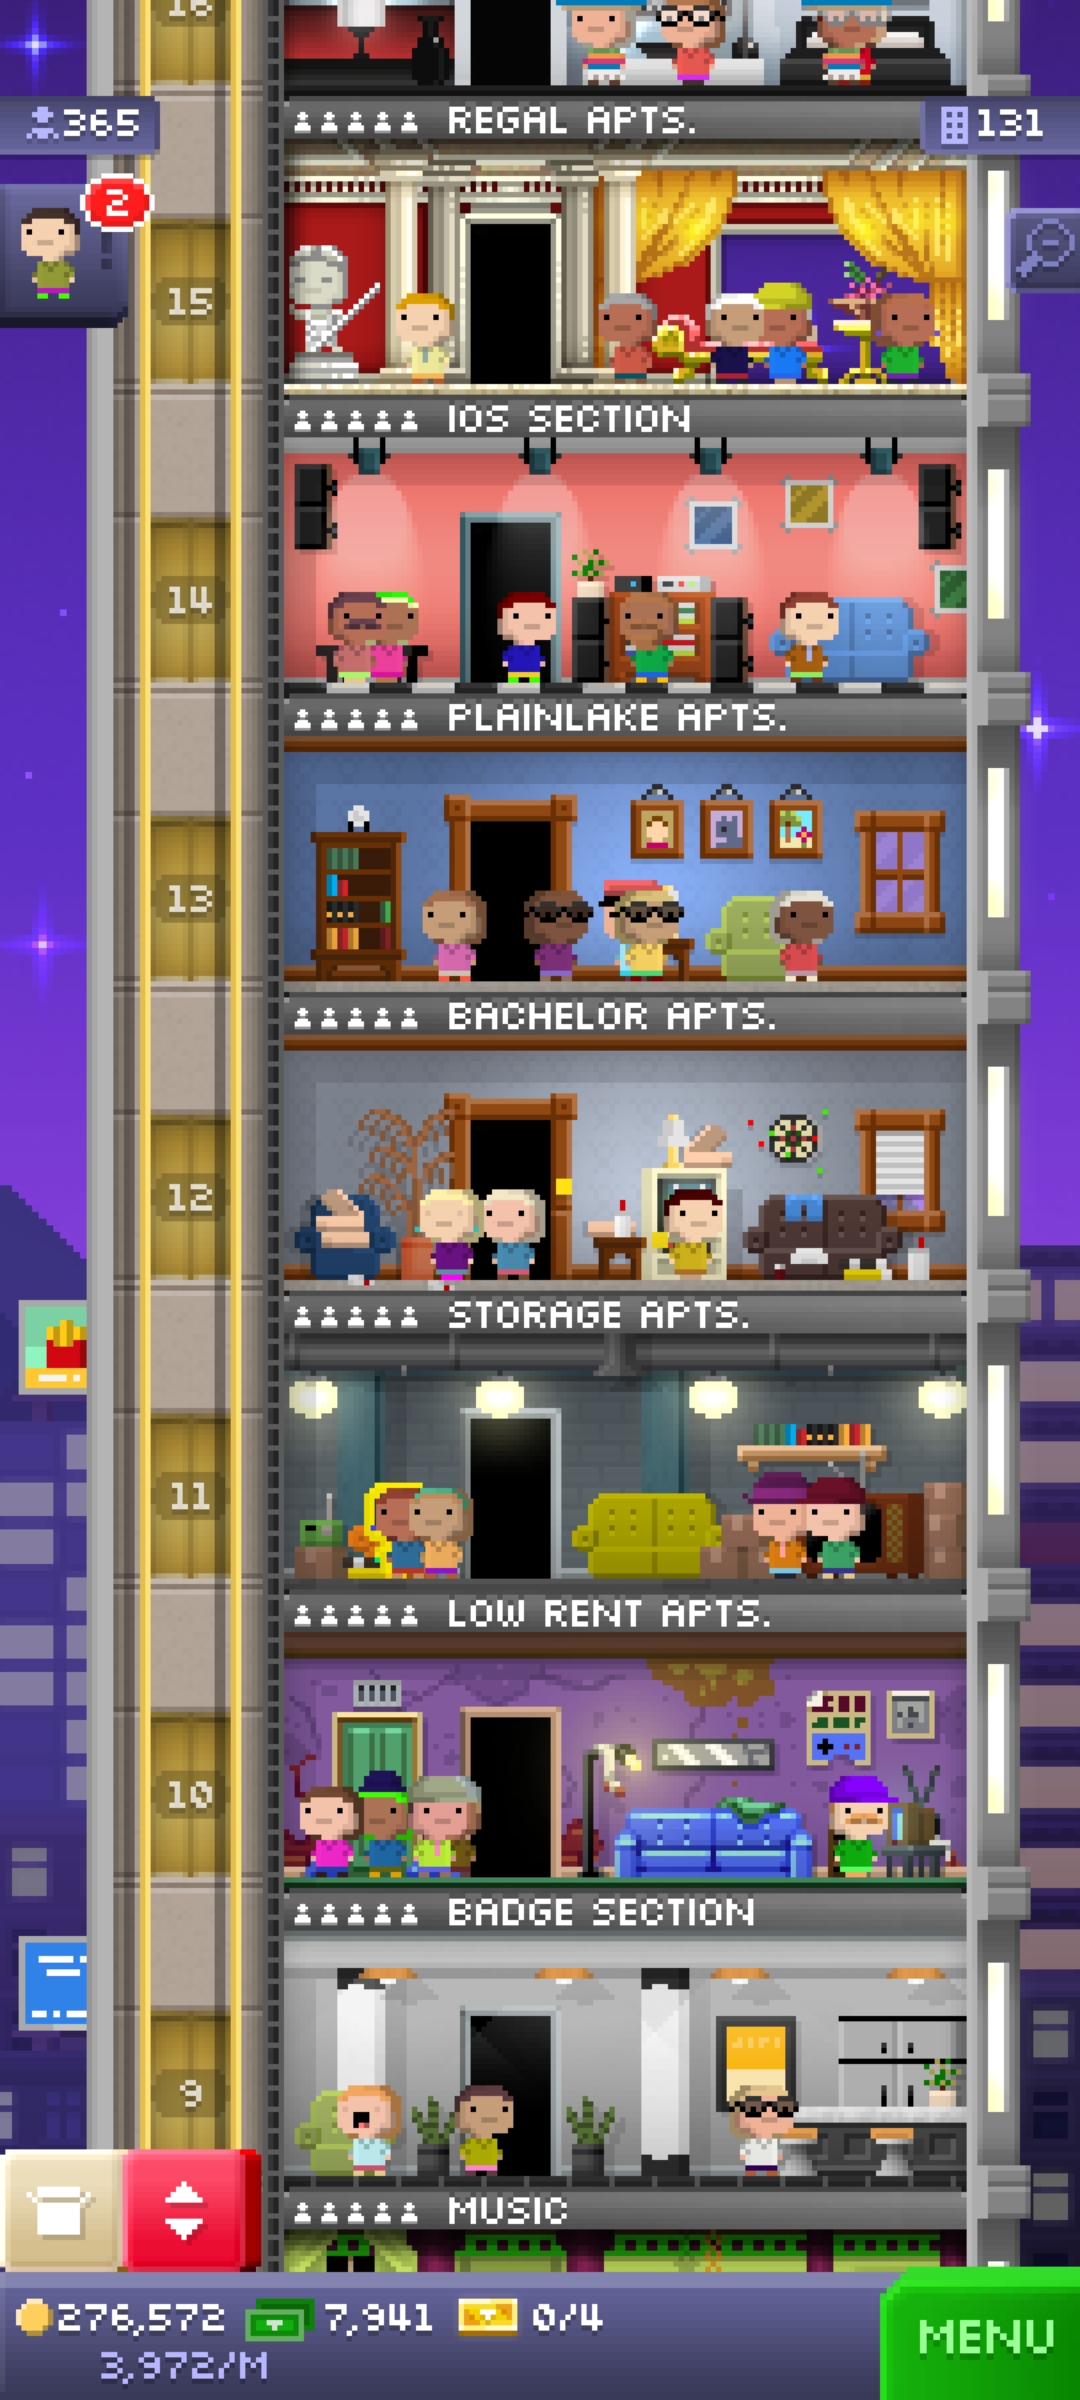 16
REGAL APTS.
365
131
2
15
IOS SECTION
14
PLAINLAKE APTS.
13
BACHELOR APTS.
12
STORAGE APTS.
11
LOW RENT APTS.
10
BADGE SECTION
9
MUSIC
276,572 7,941 0/4
3,972/M
MENU